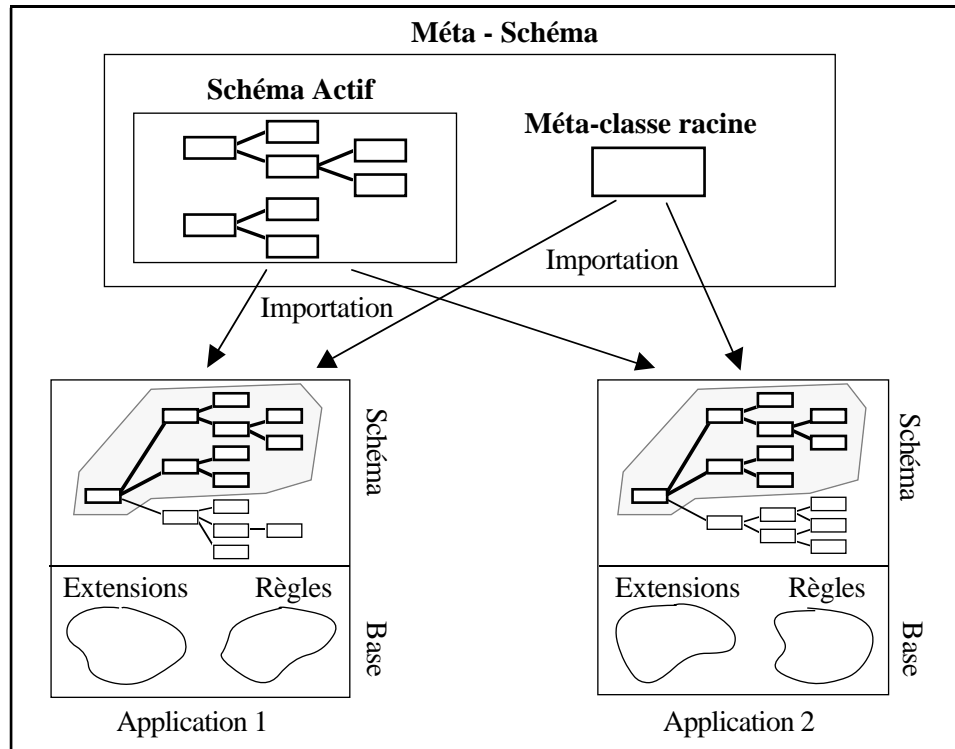 Méta - Schéma
Schéma Actif
Méta-classe racine
Importation
Importation
Schéma
Schéma
Extensions Règles
Base
Extensions Règles
Base
Application 1
Application 2